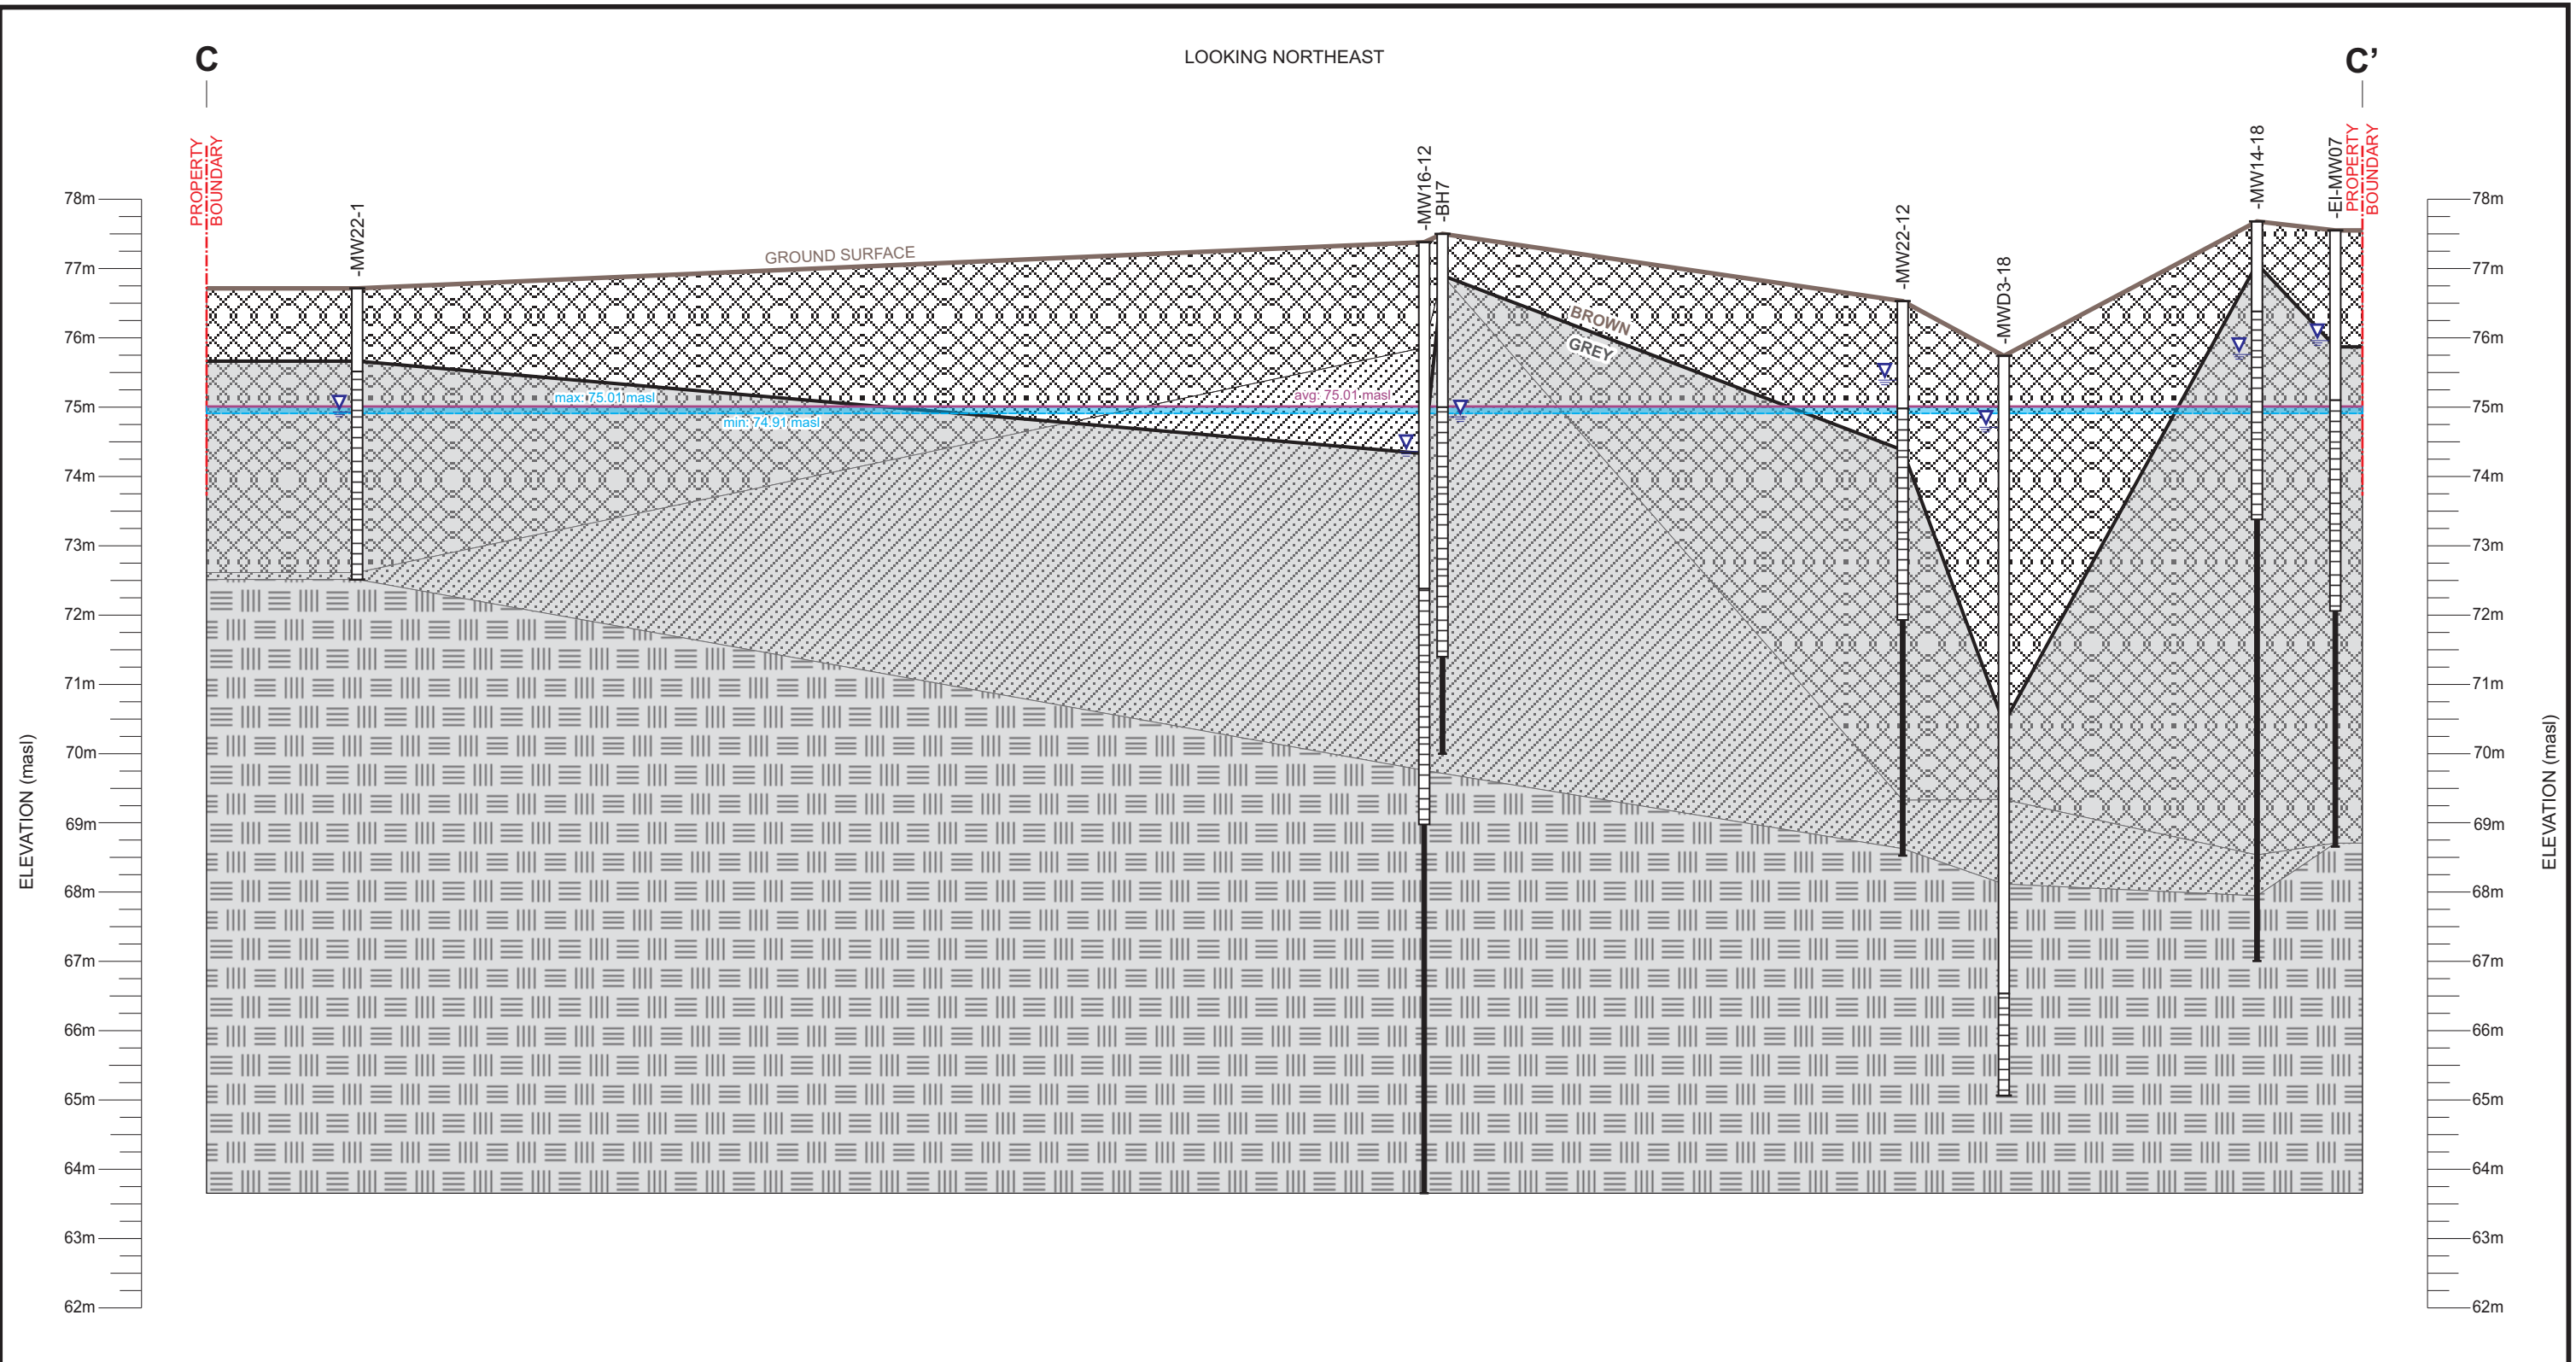 C
LOOKING NORTHEAST
C’
PROPERTY
BOUNDARY
-MW22-1
-MW16-12
-BH7
-MW22-12
-MWD3-18
-MW14-18
-EI-MW07
PROPERTY
BOUNDARY
GROUND SURFACE
BROWN
GREY
max: 75.01 masl
avg: 75.01 masl
min: 74.91 masl
ELEVATION (masl)
78m
77m
76m
75m
74m
73m
72m
71m
70m
69m
68m
67m
66m
65m
64m
63m
62m
78m
77m
76m
75m
74m
73m
72m
71m
70m
69m
68m
67m
66m
65m
64m
63m
62m
ELEVATION (masl)